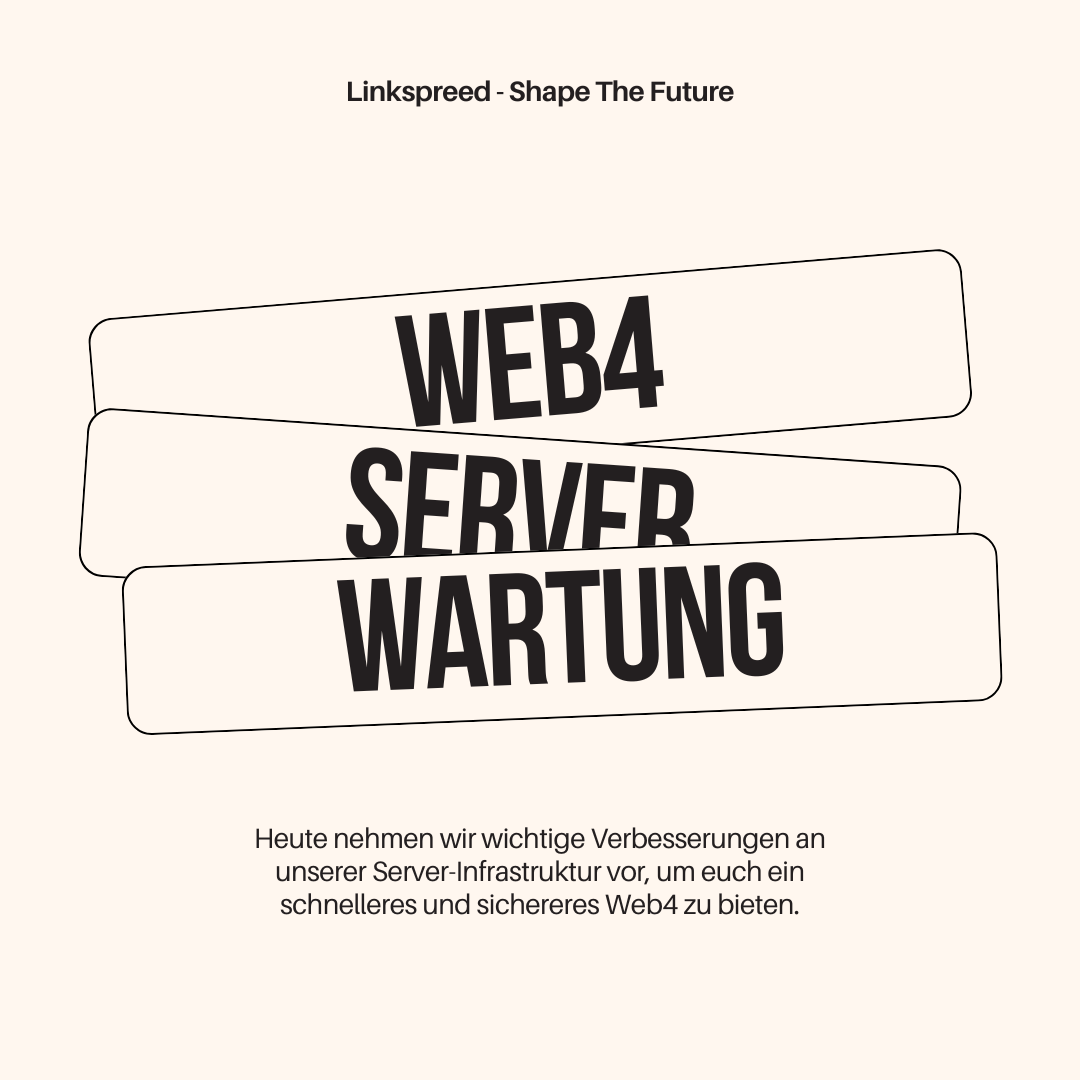 Linkspreed - Shape The Future
WEB4
SERVER
WARTUNG
Heute nehmen wir wichtige Verbesserungen an
unserer Server-Infrastruktur vor, um euch ein
schnelleres und sichereres Web4 zu bieten.